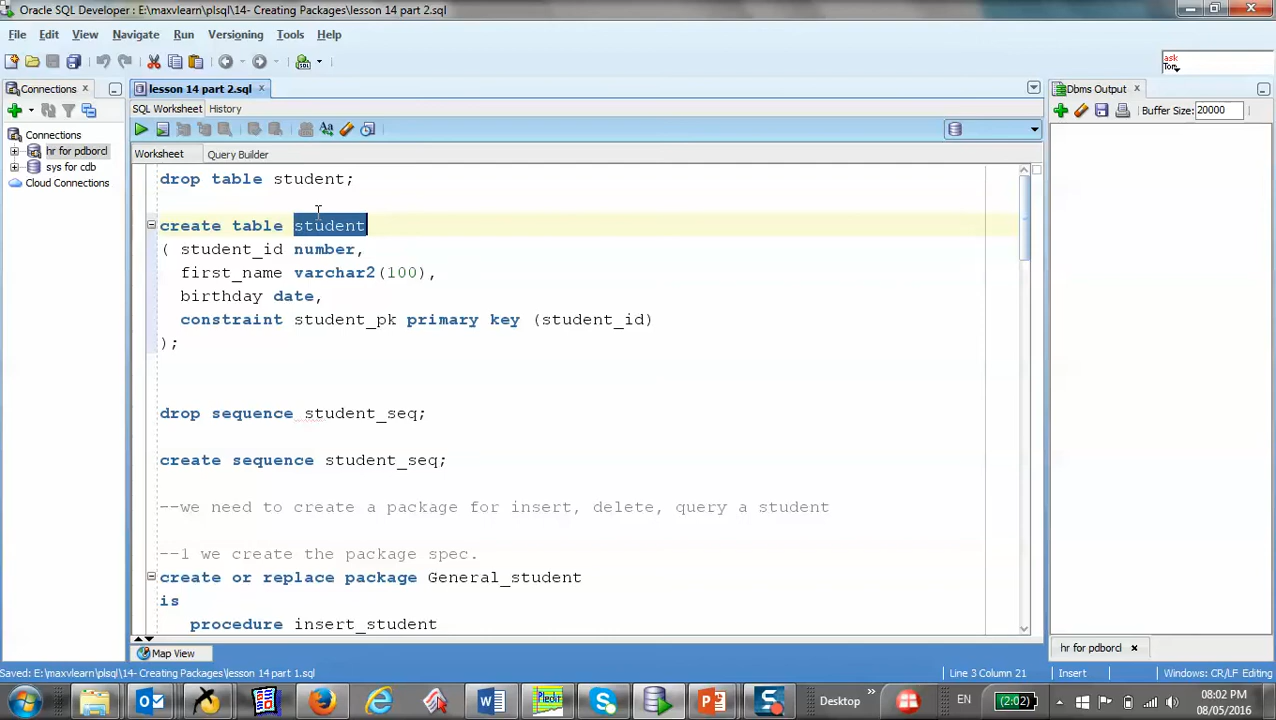 Oracle SQL Developer : E:\maxvlearn\plsql\14- Creating Packages\lesson 14 part 2.sql
File Edit View Navigate Run Versioning Tools Help
ask
Tom
Connections
lesson 14 part 2.sql
Dbms Output
SQL Worksheet History
Buffer Size: 20000
Connections
hr for pdborcl
sys for cdb
Cloud Connections
Worksheet Query Builder
drop table student;
create table student
( student_id number,
first_name varchar2(100),
birthday date,
constraint student_pk primary key (student_id)
);
drop sequence student_seq;
create sequence student_seq;
--we need to create a package for insert, delete, query a student
--1 we create the package spec.
create or replace package General_student
is
procedure insert_student
Map View
hr for pdborcl
Saved: E:\maxvlearn\plsql\14- Creating Packages\lesson 14 part 1.sql
Line 3 Column 21
Insert
Windows: CR/LF Editing
Desktop
EN
(2:02)
08:02 PM
08/05/2016